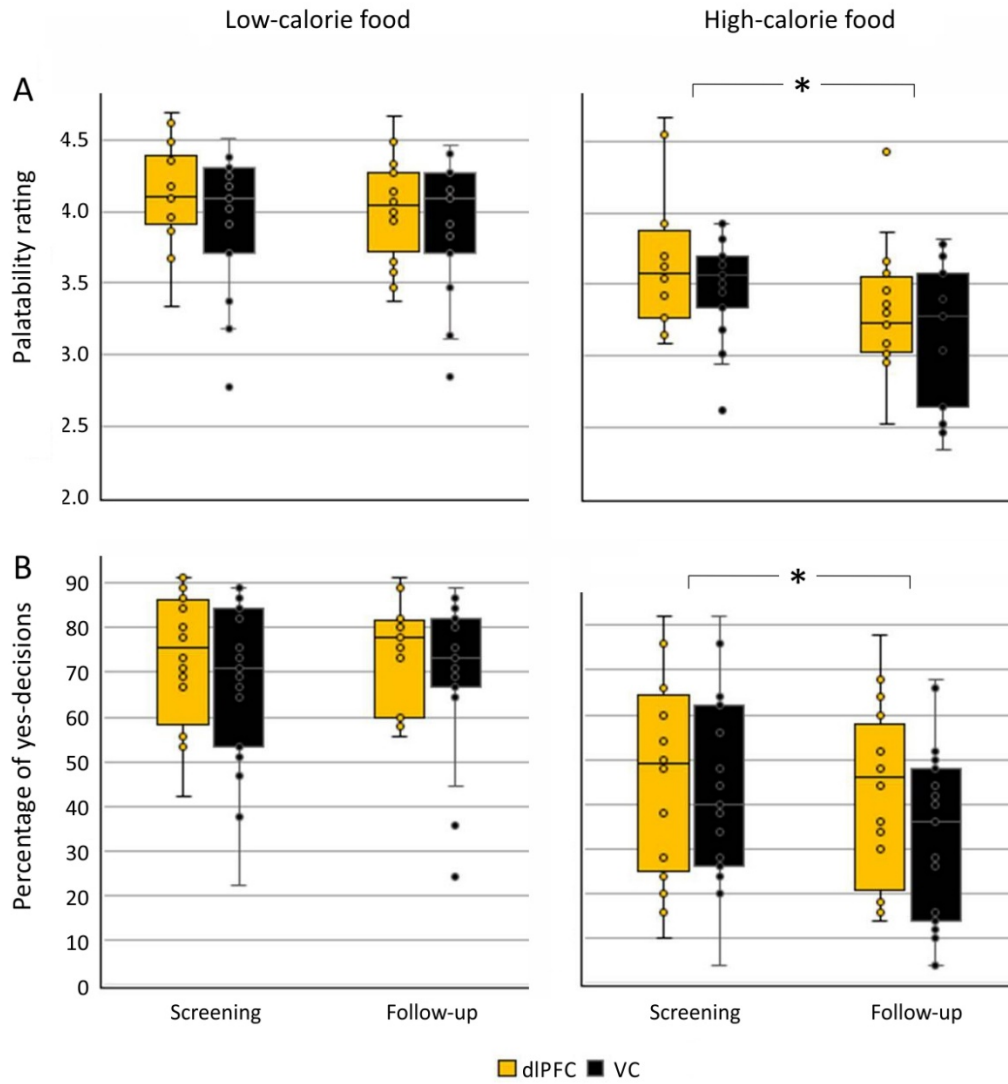 Low-calorie food High-calorie food
A *
Palatability rating
4.5
4.0
3.5
3.0
2.5
2.0
B *
Percentage of yes-decisions
90
80
70
60
50
40
30
20
10
0
Screening Follow-up Screening Follow-up
dlPFC VC